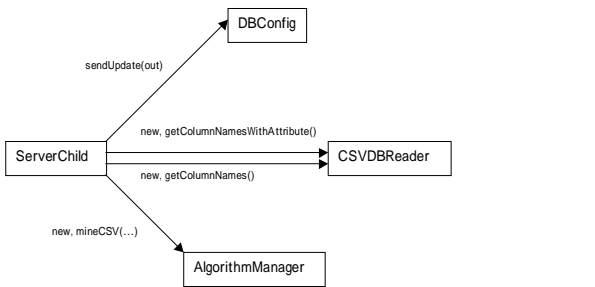 DBConfig
sendUpdate(out)
new, getColumnNamesWithAttribute()
ServerChild
CSVDBReader
new, getColumnNames()
new, mineCSV(…)
AlgorithmManager